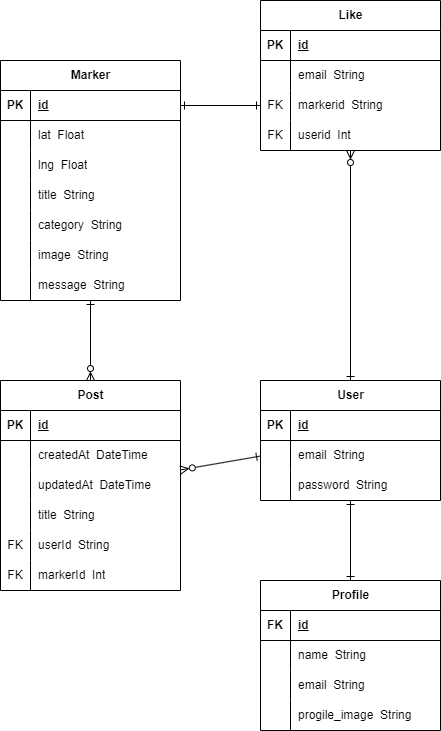 Like
PK id
email String
FK markerid String
FK userid Int
Marker
PK id
lat Float
lng Float
title String
category String
image String
message String
Post
PK id
createdAt DateTime
updatedAt DateTime
title String
FK userId String
FK markerId Int
User
PK id
email String
password String
Profile
FK id
name String
email String
progile_image String